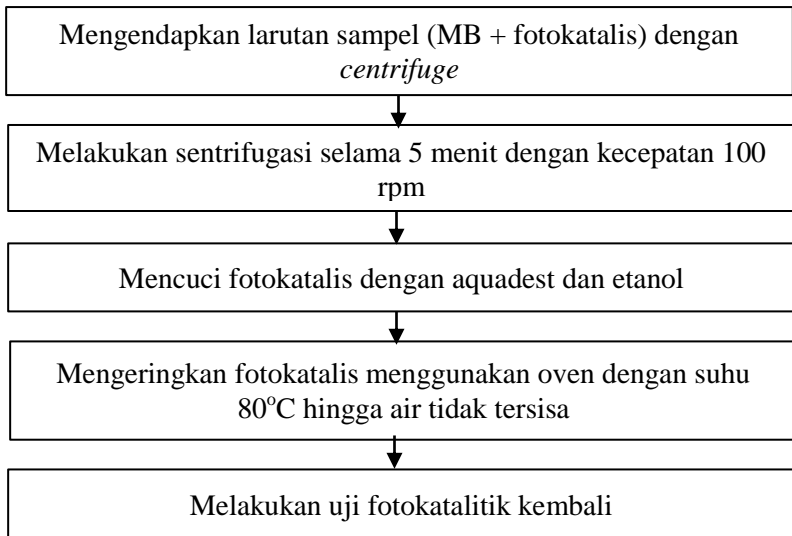 Mengendapkan larutan sampel (MB + fotokatalis) dengan
centrifuge
Melakukan sentrifugasi selama 5 menit dengan kecepatan 100
rpm
Mencuci fotokatalis dengan aquadest dan etanol
Mengeringkan fotokatalis menggunakan oven dengan suhu
80°C hingga air tidak tersisa
Melakukan uji fotokatalitik kembali